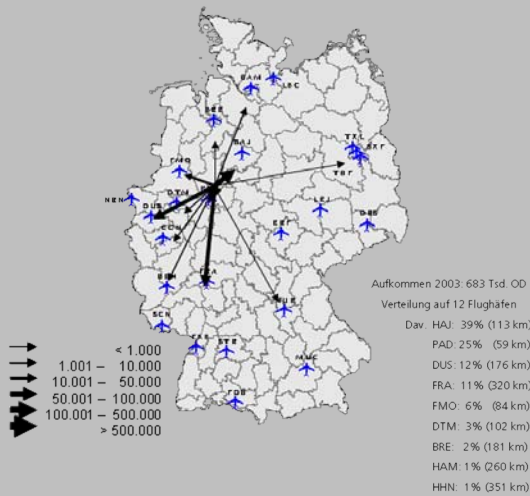 HAM
LBC
BRE
HAJ
TXL
SXF
THF
FMO
NRN
DTM
DUS
LEJ
DRS
CGN
ERF
HHN
FRA
SCN
NUE
STR
MUC
FDH
Aufkommen 2003: 683 Tsd. OD
Verteilung auf 12 Flughäfen
Dav. HAJ: 39% (113 km)
PAD: 25% (59 km)
DUS: 12% (176 km)
FRA: 11% (320 km)
FMO: 6% (84 km)
DTM: 3% (102 km)
BRE: 2% (181 km)
HAM: 1% (260 km)
HHN: 1% (351 km)
< 1.000
1.001 – 10.000
10.001 – 50.000
50.001 – 100.000
100.001 – 500.000
> 500.000